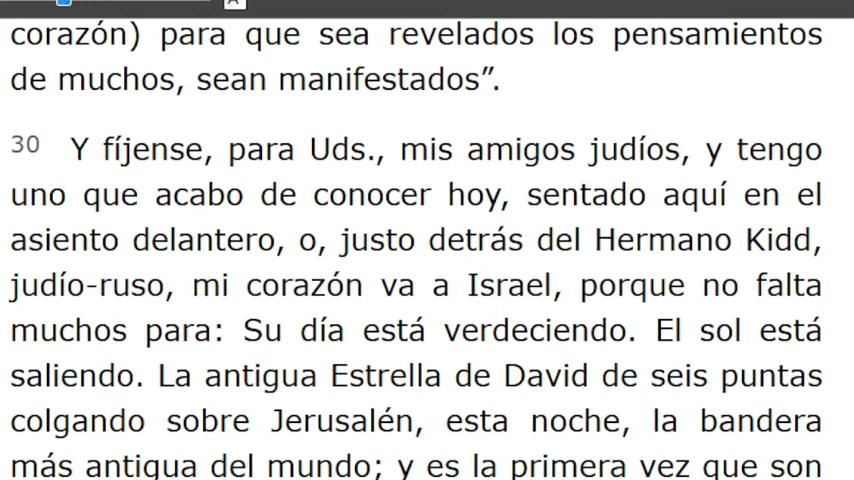 corazón) para que sea revelados los pensamientos
de muchos, sean manifestados”.
30 Y fíjense, para Uds., mis amigos judíos, y tengo
uno que acabo de conocer hoy, sentado aquí en el
asiento delantero, o, justo detrás del Hermano Kidd,
judío-ruso, mi corazón va a Israel, porque no falta
muchos para: Su día está verdeciendo. El sol está
saliendo. La antigua Estrella de David de seis puntas
colgando sobre Jerusalén, esta noche, la bandera
más antigua del mundo; y es la primera vez que son